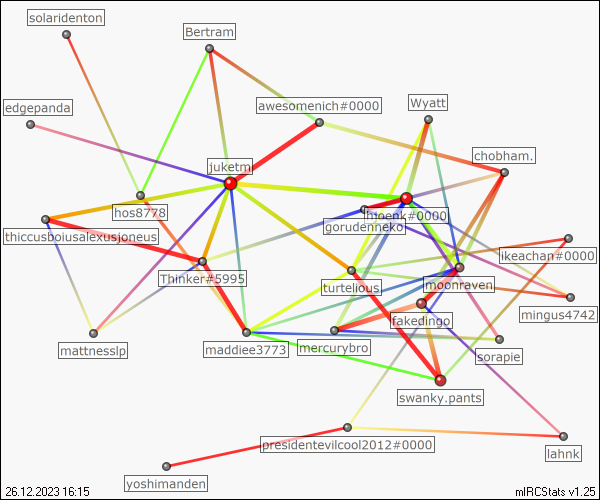 solaridenton
Bertram
edgepanda
awesomenich#0000
Wyatt
juketm
chobham.
hos8778
hoenk#0000
gorudenneko
thiccusboiusalexusjoneus
ikeachan#0000
Thinker#5995
turtelious
moonraven
mingus4742
fakedingo
mattnesslp
maddiee3773
mercurybro
sorapie
swanky.pants
presidentevilcool2012#0000
lahnk
yoshimanden
26.12.2023 16:15
mIRCStats v1.25